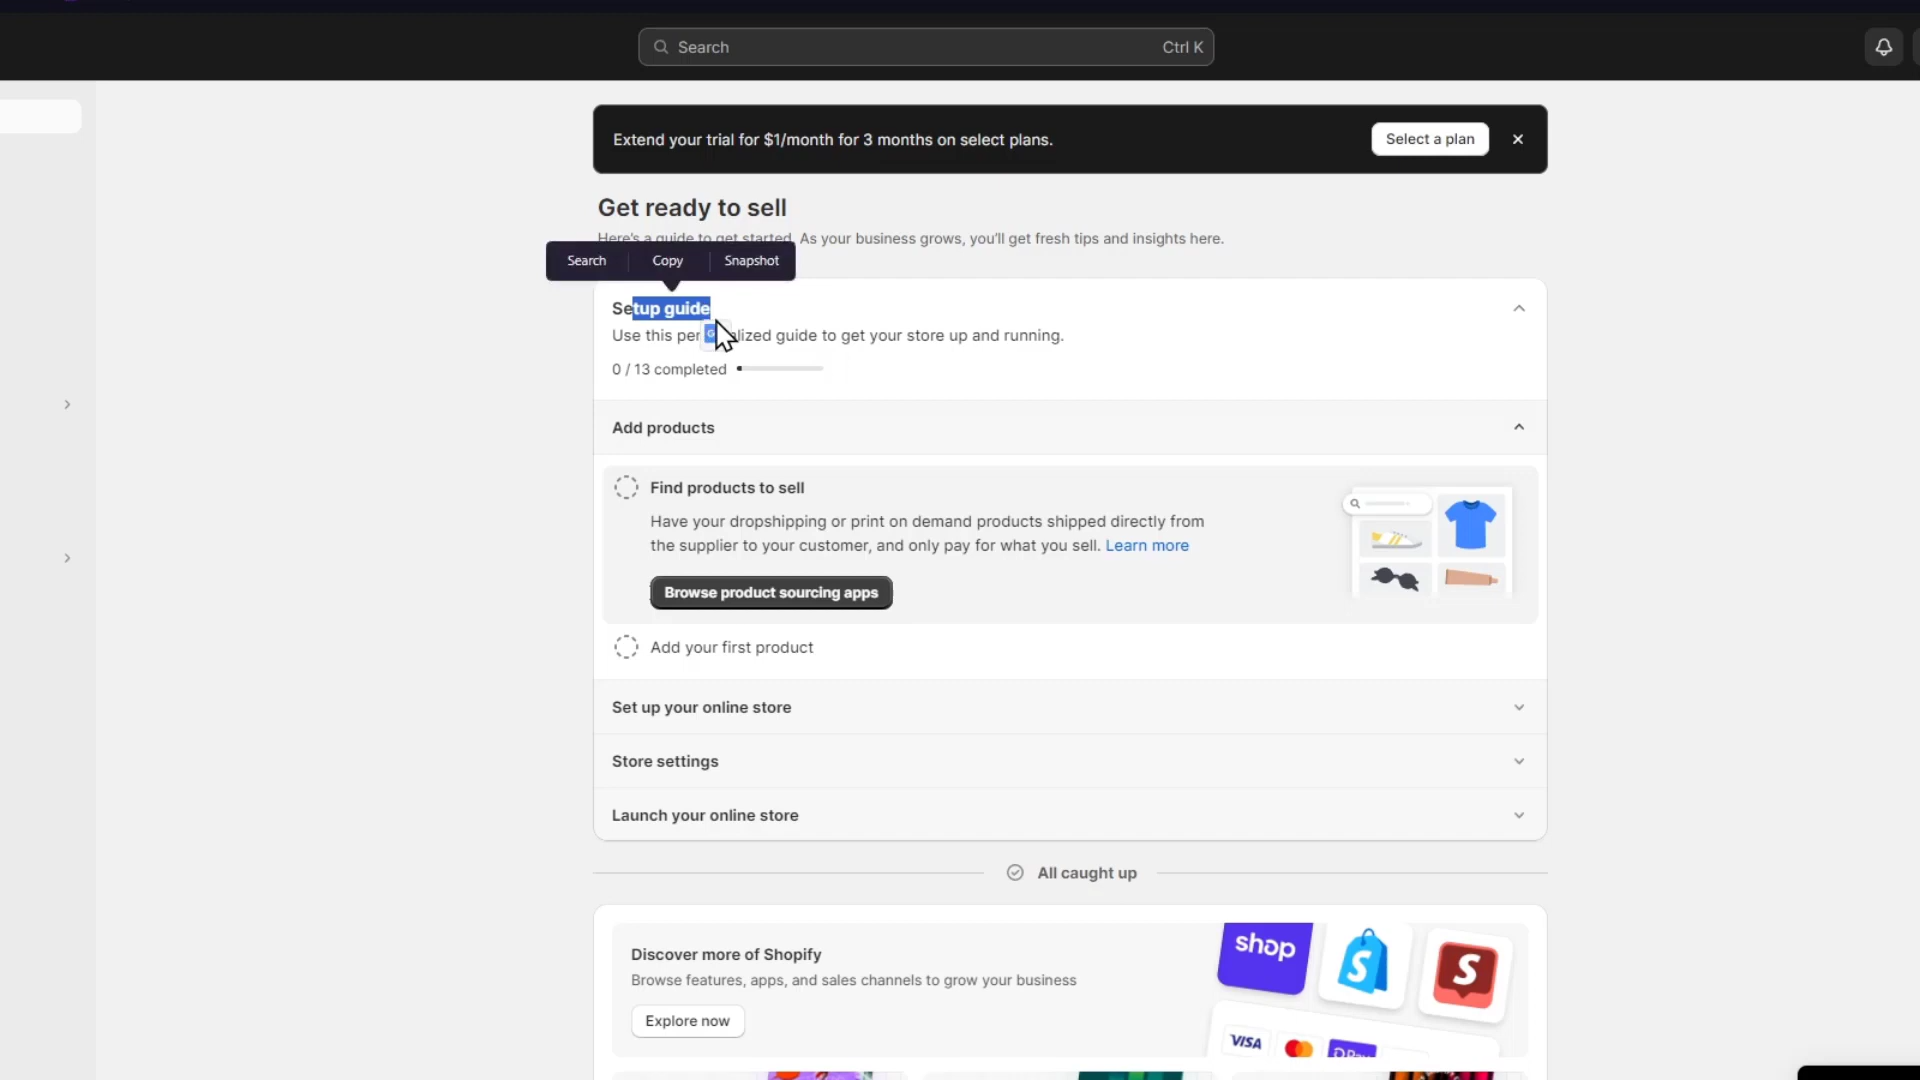 Search Ctrl K
Extend your trial for $1/month for 3 months on select plans.
Select a plan
Get ready to sell
Here's a guide to get started. As your business grows, you'll get fresh tips and insights here.
Search Copy Snapshot
Setup guide
Use this per alized guide to get your store up and running.
0 / 13 completed
Add products
Find products to sell
Have your dropshipping or print on demand products shipped directly from
the supplier to your customer, and only pay for what you sell. Learn more
Browse product sourcing apps
Add your first product
Set up your online store
Store settings
Launch your online store
All caught up
Discover more of Shopify
Browse features, apps, and sales channels to grow your business
Explore now
shop
S
S
VISA